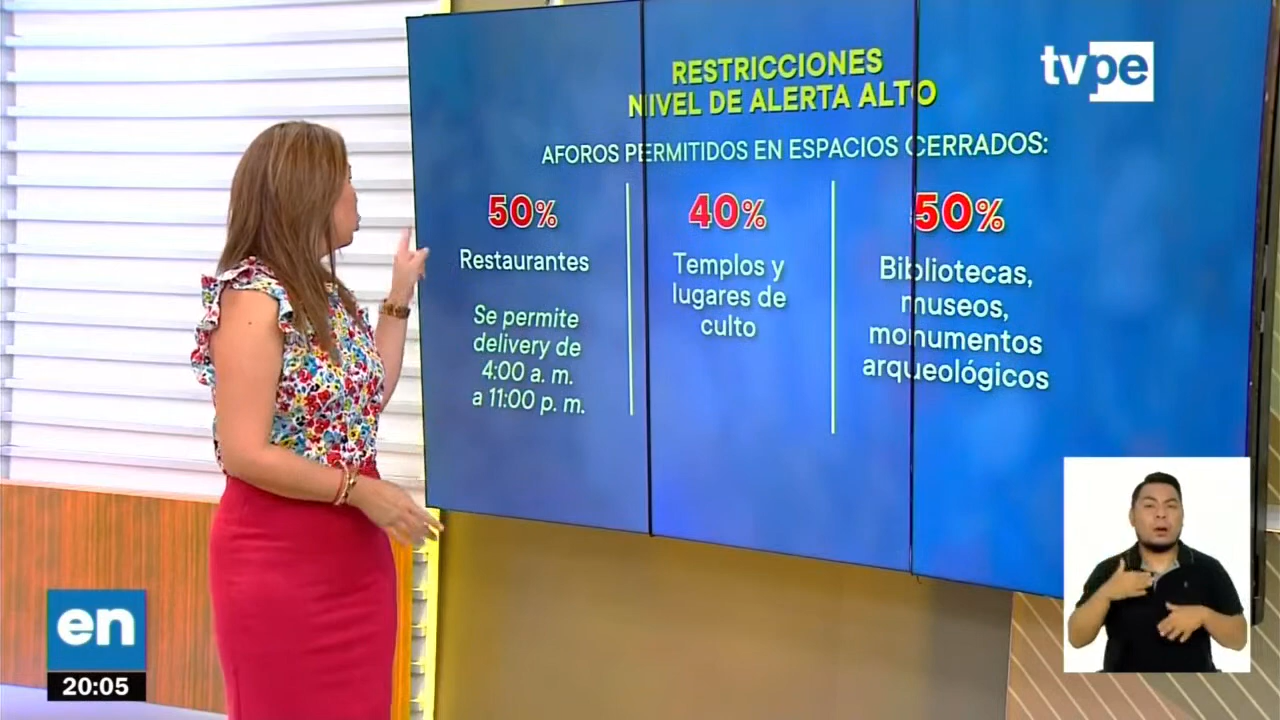 RESTRICCIONES
NIVEL DE ALERTA ALTO
tvpe
AFOROS PERMITIDOS EN ESPACIOS CERRADOS:
50%
Restaurantes
Se permite
delivery de
4:00 a. m.
a 11:00 p. m.
40%
Templos y
lugares de
culto
50%
Bibliotecas,
museos,
monumentos
arqueológicos
en
20:05